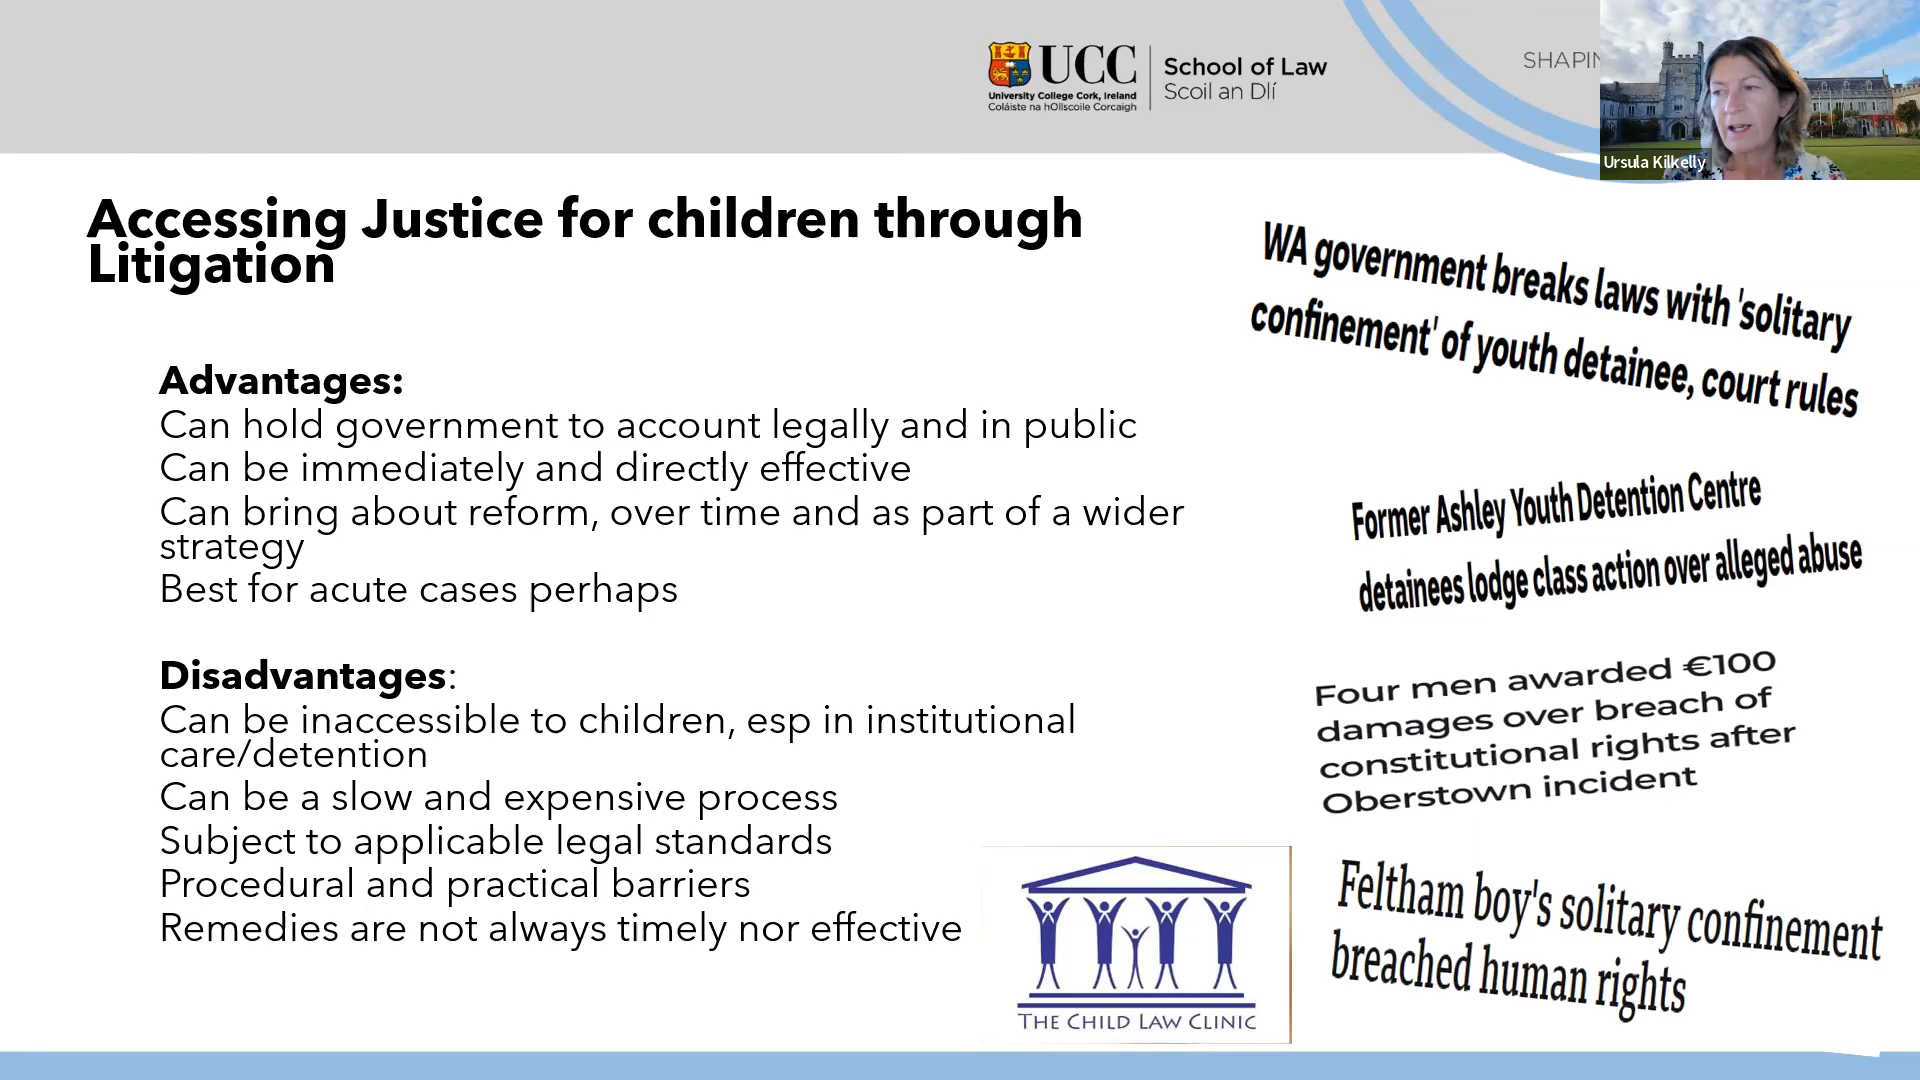 UCC
University College Cork, Ireland
Coláiste na hOllscoile Corcaigh
School of Law
Scoil an Dlí
SHAPIN
Ursula Kilkelly
Accessing Justice for children through
Litigation
Advantages:
Can hold government to account legally and in public
Can be immediately and directly effective
Can bring about reform, over time and as part of a wider
strategy
Best for acute cases perhaps
Disadvantages:
Can be inaccessible to children, esp in institutional
care/detention
Can be a slow and expensive process
Subject to applicable legal standards
Procedural and practical barriers
Remedies are not always timely nor effective
WA government breaks laws with 'solitary
confinement' of youth detainee, court rules
Former Ashley Youth Detention Centre
detainees lodge class action over alleged abuse
Four men awarded €100
damages over breach of
constitutional rights after
Oberstown incident
Feltham boy's solitary confinement
breached human rights
THE CHILD LAW CLINIC